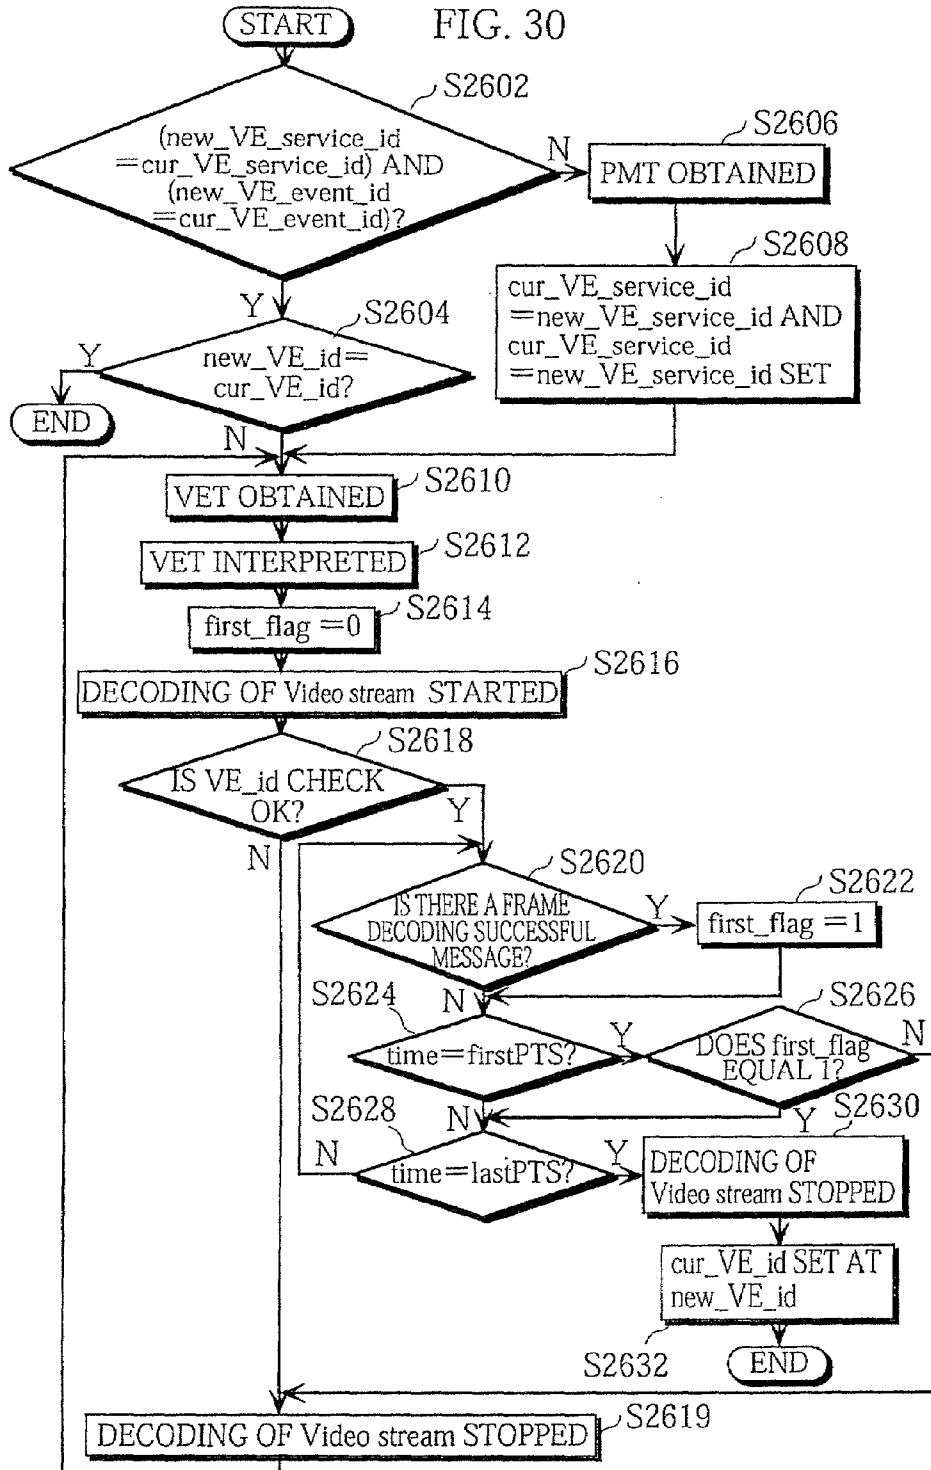 START
FIG. 30
S2602
(new_VE_service_id
=cur_VE_service_id) AND
(new_VE_event_id
=cur_VE_event_id)?
N
S2606
PMT OBTAINED
S2608
cur_VE_service_id
=new_VE_service_id AND
cur_VE_service_id
=new_VE_service_id SET
Y
S2604
new_VE_id=
cur_VE_id?
Y
END
N
S2610
VET OBTAINED
S2612
VET INTERPRETED
S2614
first_flag=0
S2616
DECODING OF Video stream STARTED
S2618
IS VE_id CHECK
OK?
Y
N
S2620
IS THERE A FRAME
DECODING SUCCESSFUL
MESSAGE?
Y
S2622
first_flag=1
N
S2624
time=firstPTS?
Y
S2626
DOES first_flag
EQUAL 1?
N
Y
N
S2628
time=lastPTS?
N
Y
S2630
DECODING OF
Video stream STOPPED
cur_VE_id SET AT
new_VE_id
S2632
END
S2619
DECODING OF Video stream STOPPED